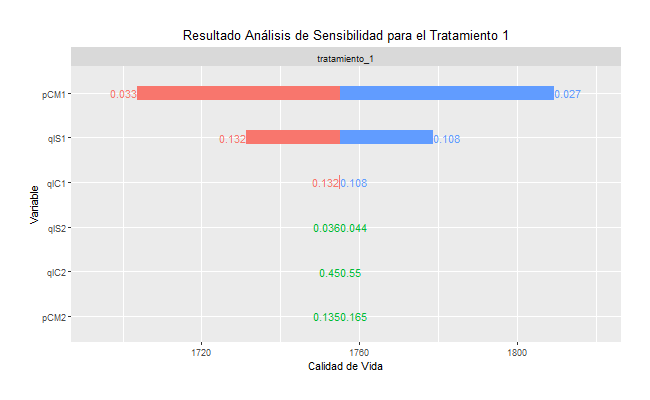 Resultado Análisis de Sensibilidad para el Tratamiento 1
tratamiento_1
pCM1
0.033
0.027
qIS1
0.132
0.108
qIC1
0.132
0.108
qIS2
0.036
0.044
qIC2
0.45
0.55
pCM2
0.135
0.165
Variable
1720
1760
1800
Calidad de Vida